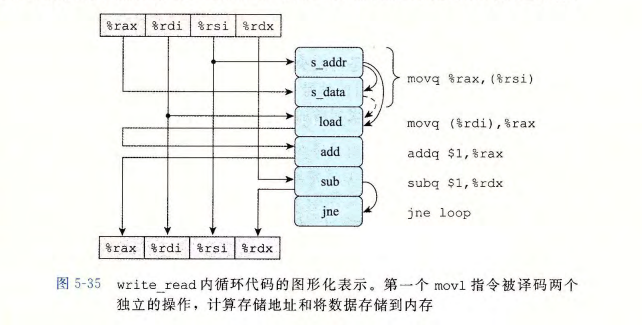 %rax %rdi %rsi %rdx
s_addr
s_data
movq %rax,(%rsi)
load
movq (%rdi),%rax
add
addq $1,%rax
sub
subq $1,%rdx
jne
jne loop
%rax %rdi %rsi %rdx
图 5-35 write_read 内循环代码的图形化表示。第一个 movl 指令被译码两个
独立的操作，计算存储地址和将数据存储到内存